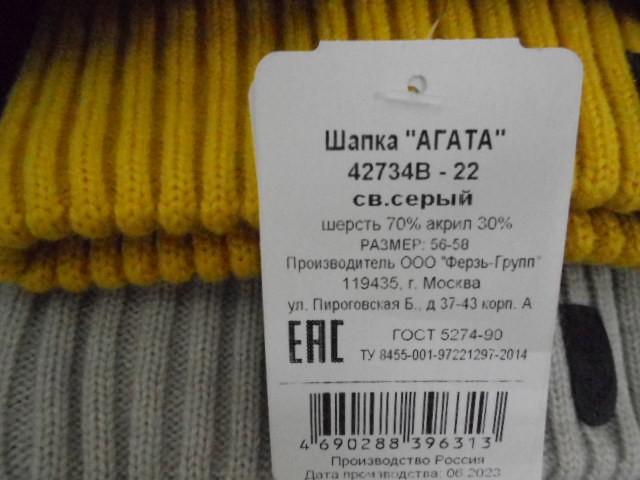 Шапка "АГАТА"
42734В - 22
св.серый
шерсть 70% акрил 30%
РАЗМЕР: 56-58
Производитель ООО "Ферзь-Групп"
119435, г. Москва
ул. Пироговская Б., д 37-43 корп. А
ЕАС
ГОСТ 5274-90
ТУ 8455-001-97221297-2014
4 690288 396313
Производство Россия
Дата производства: 06.2023